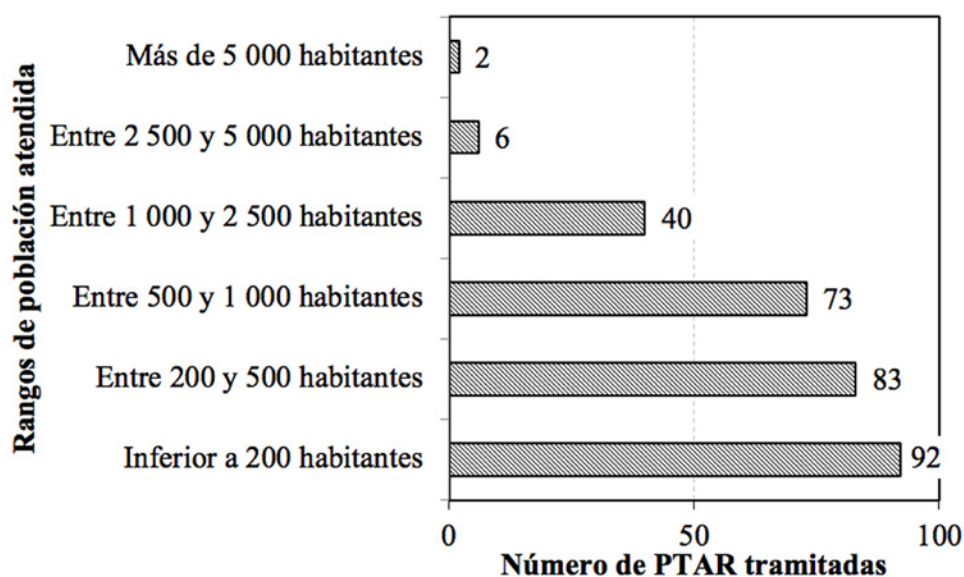 Rangos de población atendida
Más de 5 000 habitantes 2
Entre 2 500 y 5 000 habitantes 6
Entre 1 000 y 2 500 habitantes 40
Entre 500 y 1 000 habitantes 73
Entre 200 y 500 habitantes 83
Inferior a 200 habitantes 92
0 50 100
Número de PTAR tramitadas